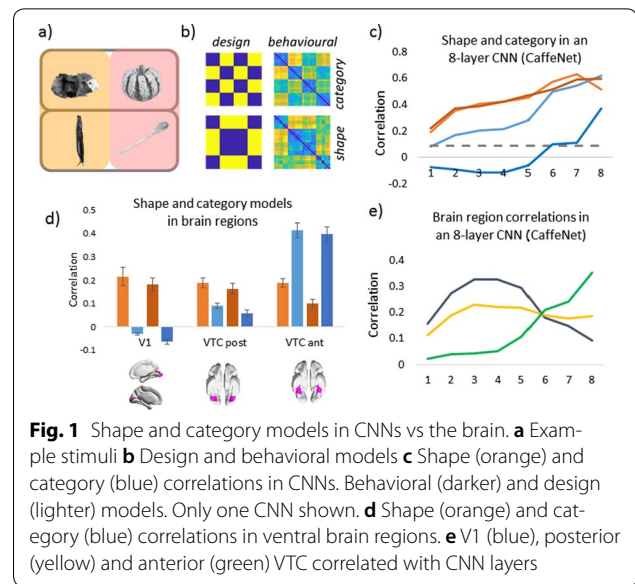 a)
b)
design behavioural
category
shape
c)
Shape and category in an
8-layer CNN (CaffeNet)
Correlation
0.8
0.6
0.4
0.2
0
-0.2
1 2 3 4 5 6 7 8
d)
Shape and category models
in brain regions
Correlation
0.5
0.4
0.3
0.2
0.1
0
-0.1
V1 VTC post VTC ant
e)
Brain region correlations in
an 8-layer CNN (CaffeNet)
Correlation
0.4
0.3
0.2
0.1
0
1 2 3 4 5 6 7 8
Fig. 1 Shape and category models in CNNs vs the brain. a Exam-
ple stimuli b Design and behavioral models c Shape (orange) and
category (blue) correlations in CNNs. Behavioral (darker) and design
(lighter) models. Only one CNN shown. d Shape (orange) and cat-
egory (blue) correlations in ventral brain regions. e V1 (blue), posterior
(yellow) and anterior (green) VTC correlated with CNN layers